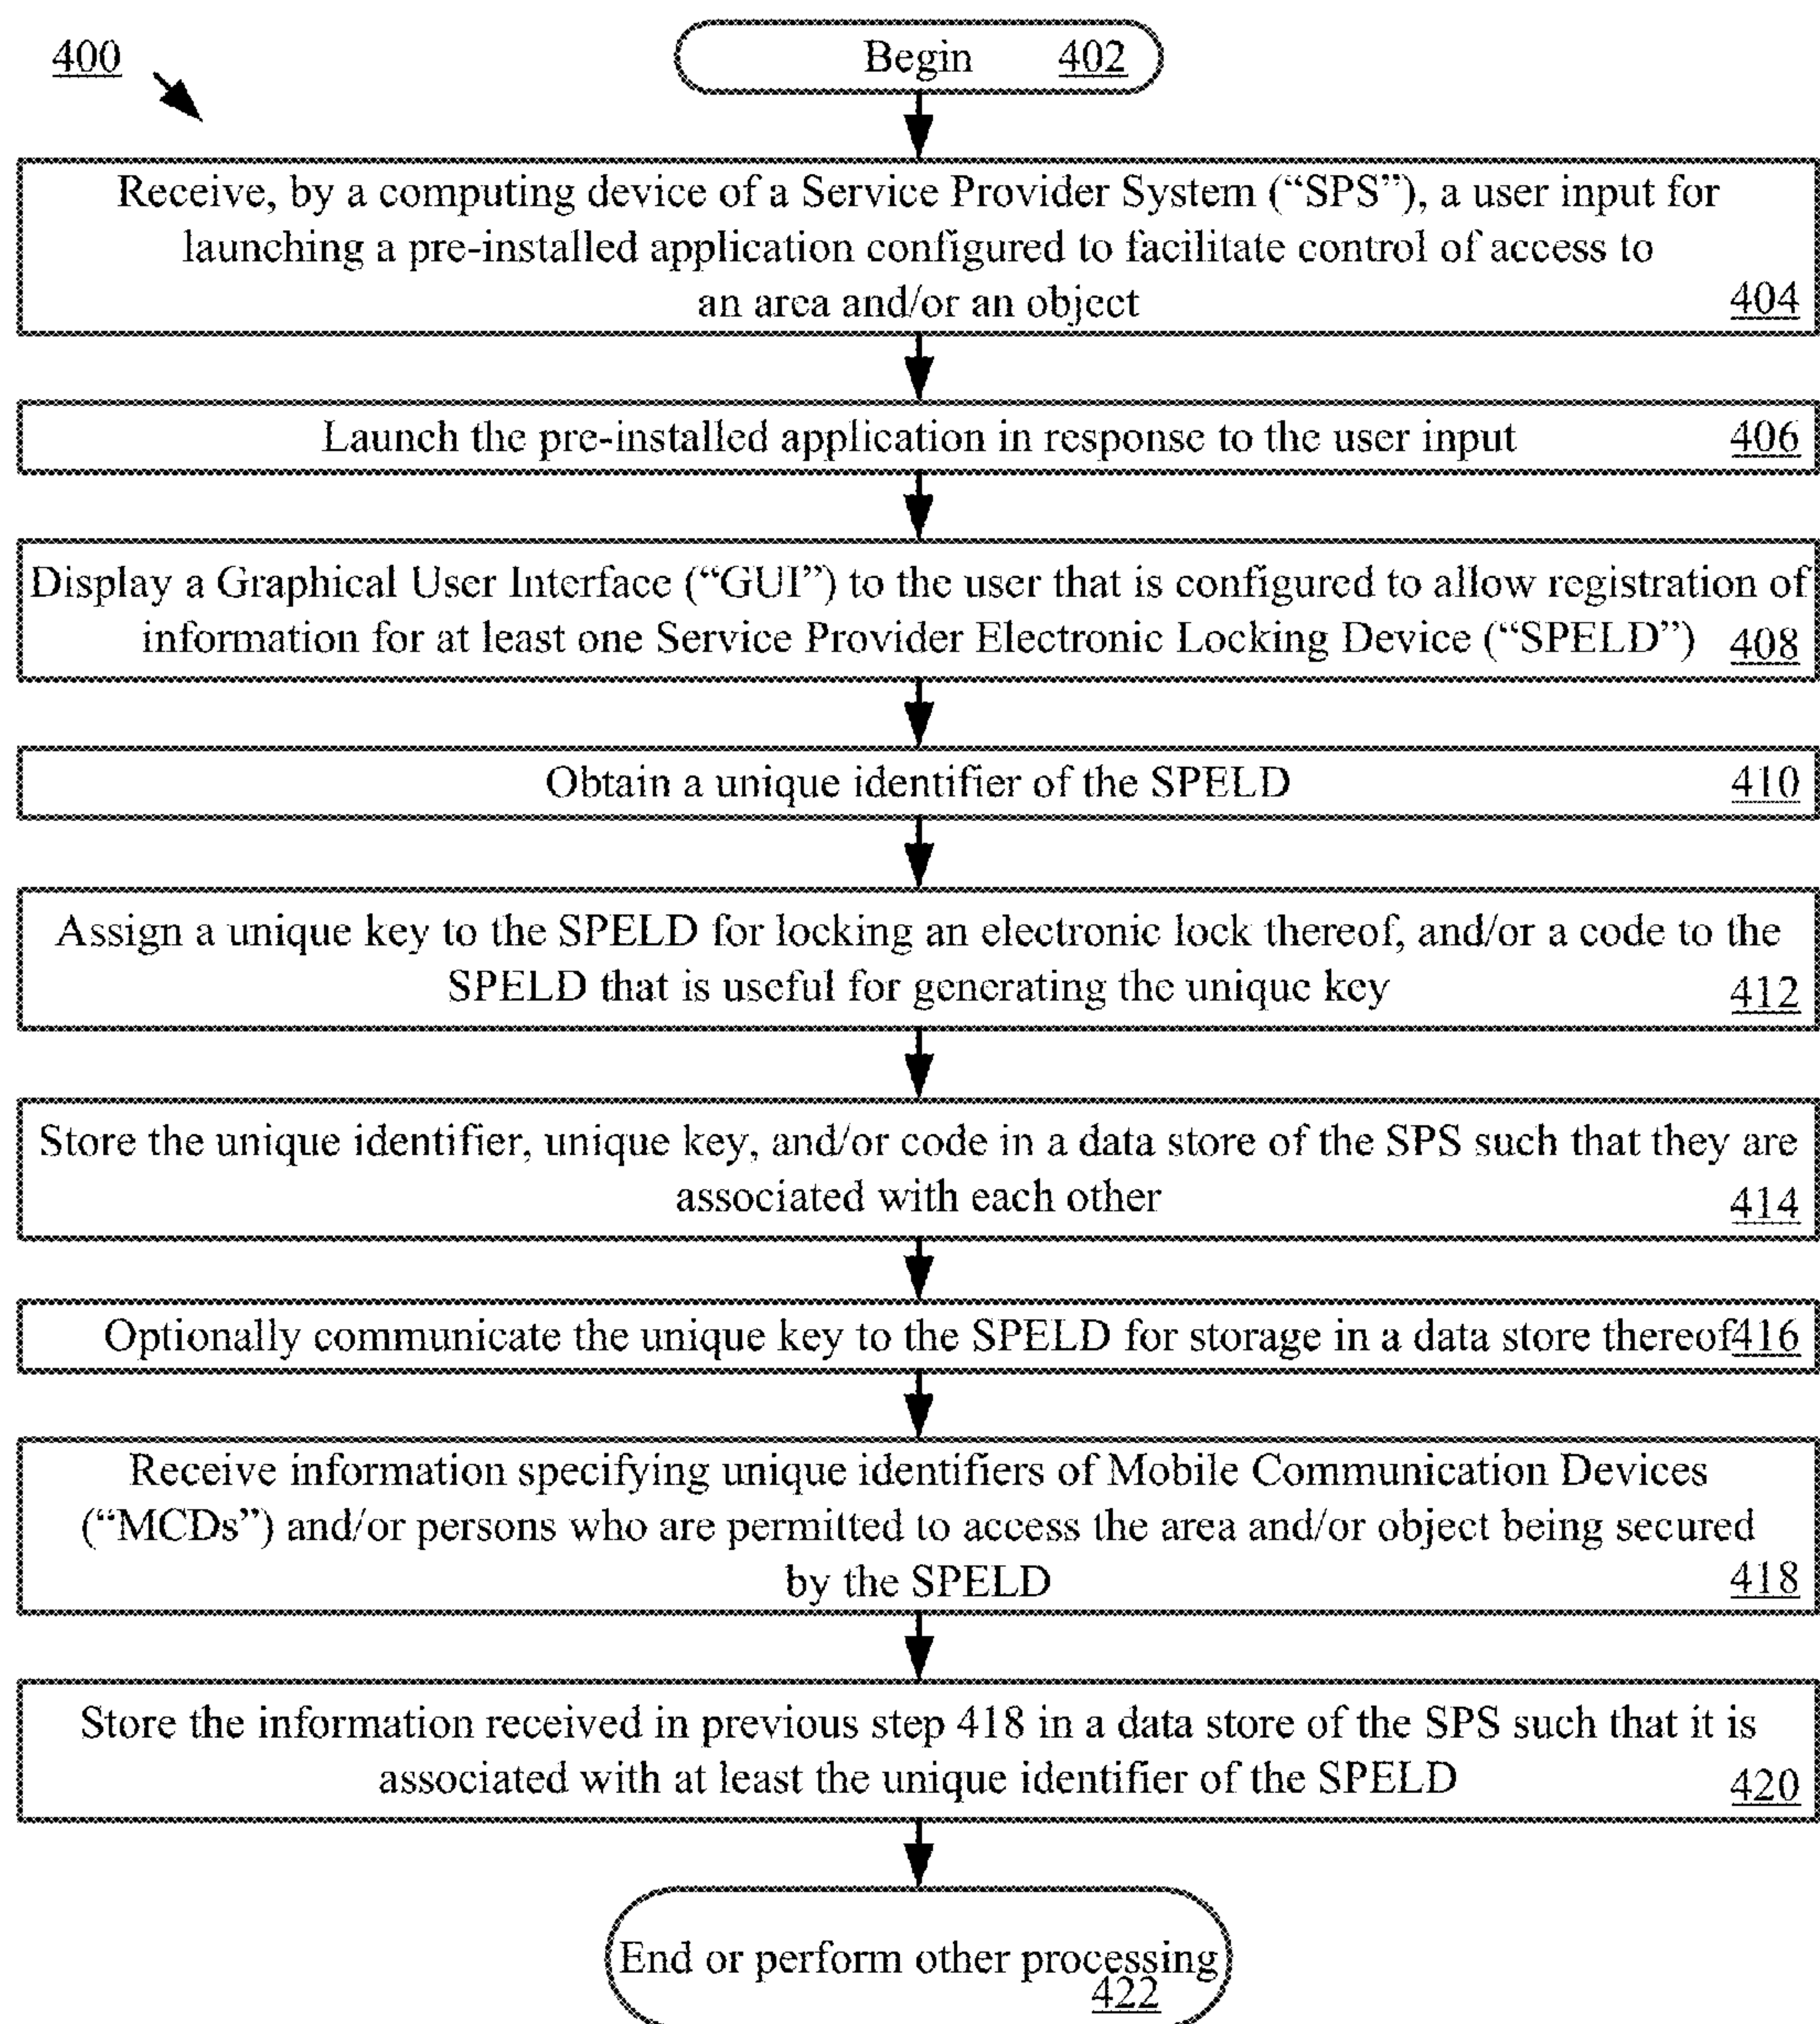 400
Begin 402
Receive, by a computing device of a Service Provider System (“SPS”), a user input for
launching a pre-installed application configured to facilitate control of access to
an area and/or an object 404
Launch the pre-installed application in response to the user input 406
Display a Graphical User Interface (“GUI”) to the user that is configured to allow registration of
information for at least one Service Provider Electronic Locking Device (“SPELD”) 408
Obtain a unique identifier of the SPELD 410
Assign a unique key to the SPELD for locking an electronic lock thereof, and/or a code to the
SPELD that is useful for generating the unique key 412
Store the unique identifier, unique key, and/or code in a data store of the SPS such that they are
associated with each other 414
Optionally communicate the unique key to the SPELD for storage in a data store thereof 416
Receive information specifying unique identifiers of Mobile Communication Devices
(“MCDs”) and/or persons who are permitted to access the area and/or object being secured
by the SPELD 418
Store the information received in previous step 418 in a data store of the SPS such that it is
associated with at least the unique identifier of the SPELD 420
End or perform other processing
422